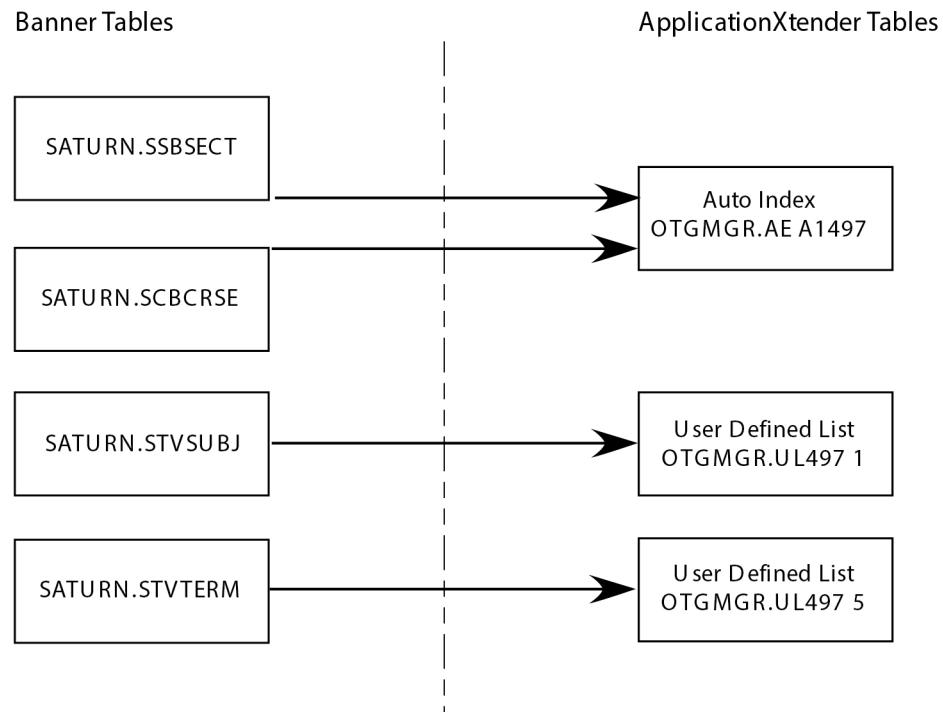 Banner Tables
ApplicationXtender Tables
SATURN.SSBSECT
Auto Index
OTGMGR.AE A1497
SATURN.SCBCRSE
SATURN.STVSUBJ
User Defined List
OTGMGR.UL497 1
SATURN.STVTERM
User Defined List
OTGMGR.UL497 5